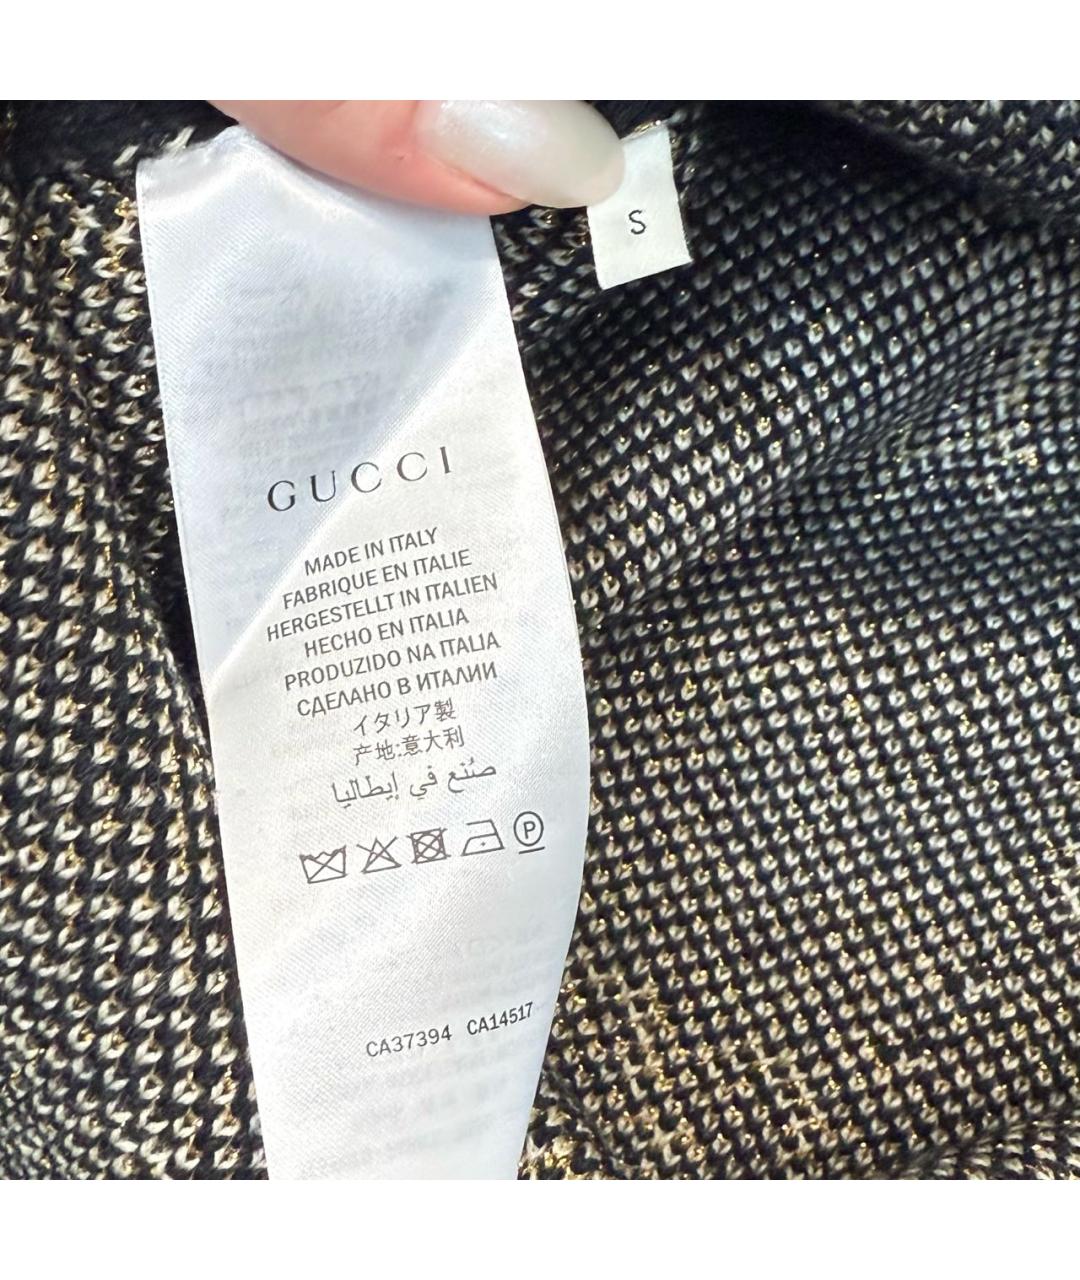 S
GUCCI
MADE IN ITALY
FABRIQUE EN ITALIE
HERGESTELLT IN ITALIEN
HECHO EN ITALIA
PRODUZIDO NA ITALIA
СДЕЛАНО В ИТАЛИИ
イタリア製
产地:意大利
صُنع في إيطاليا
P
CA37394 CA14517